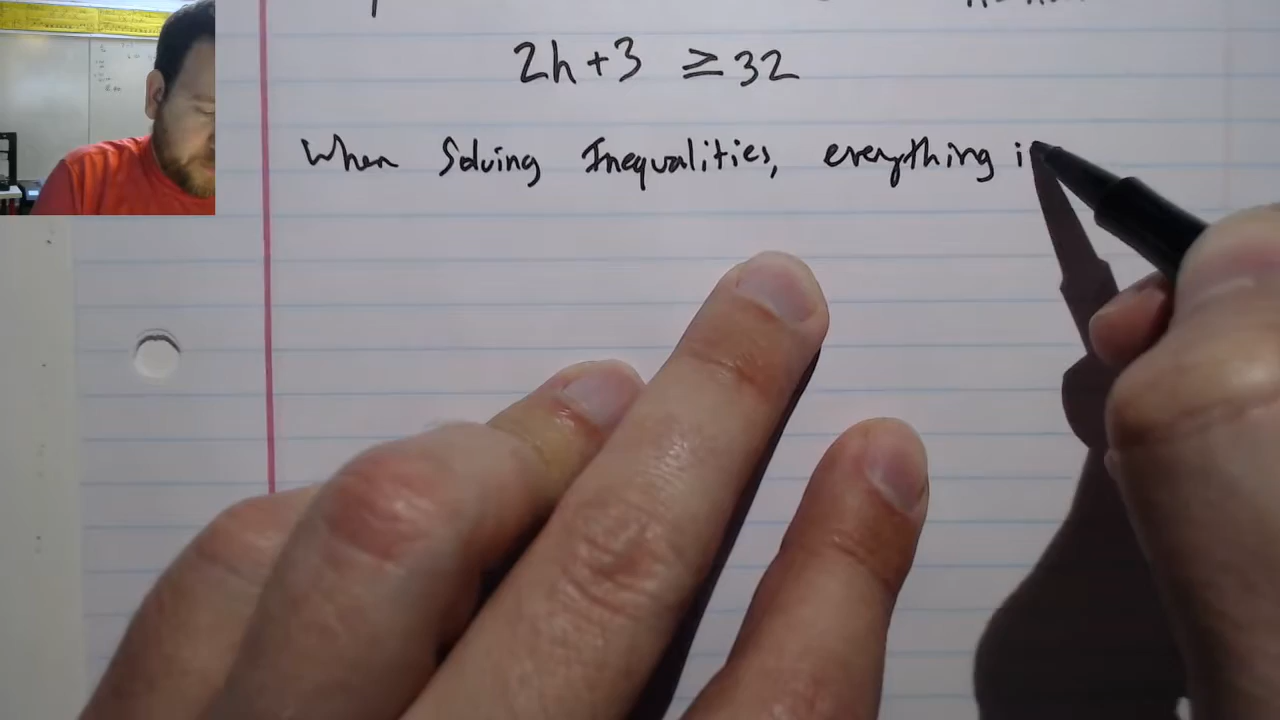 2h+3 ≥ 32
When Solving Inequalities, everything i